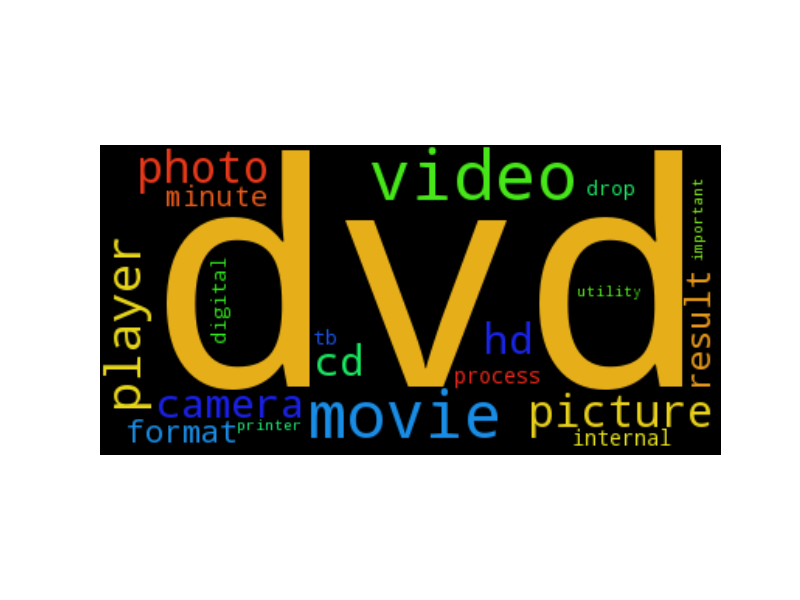 photo
minute
video
drop
important
dvd
player
digital
utility
result
tb
cd
hd
process
camera
movie
picture
format
printer
internal